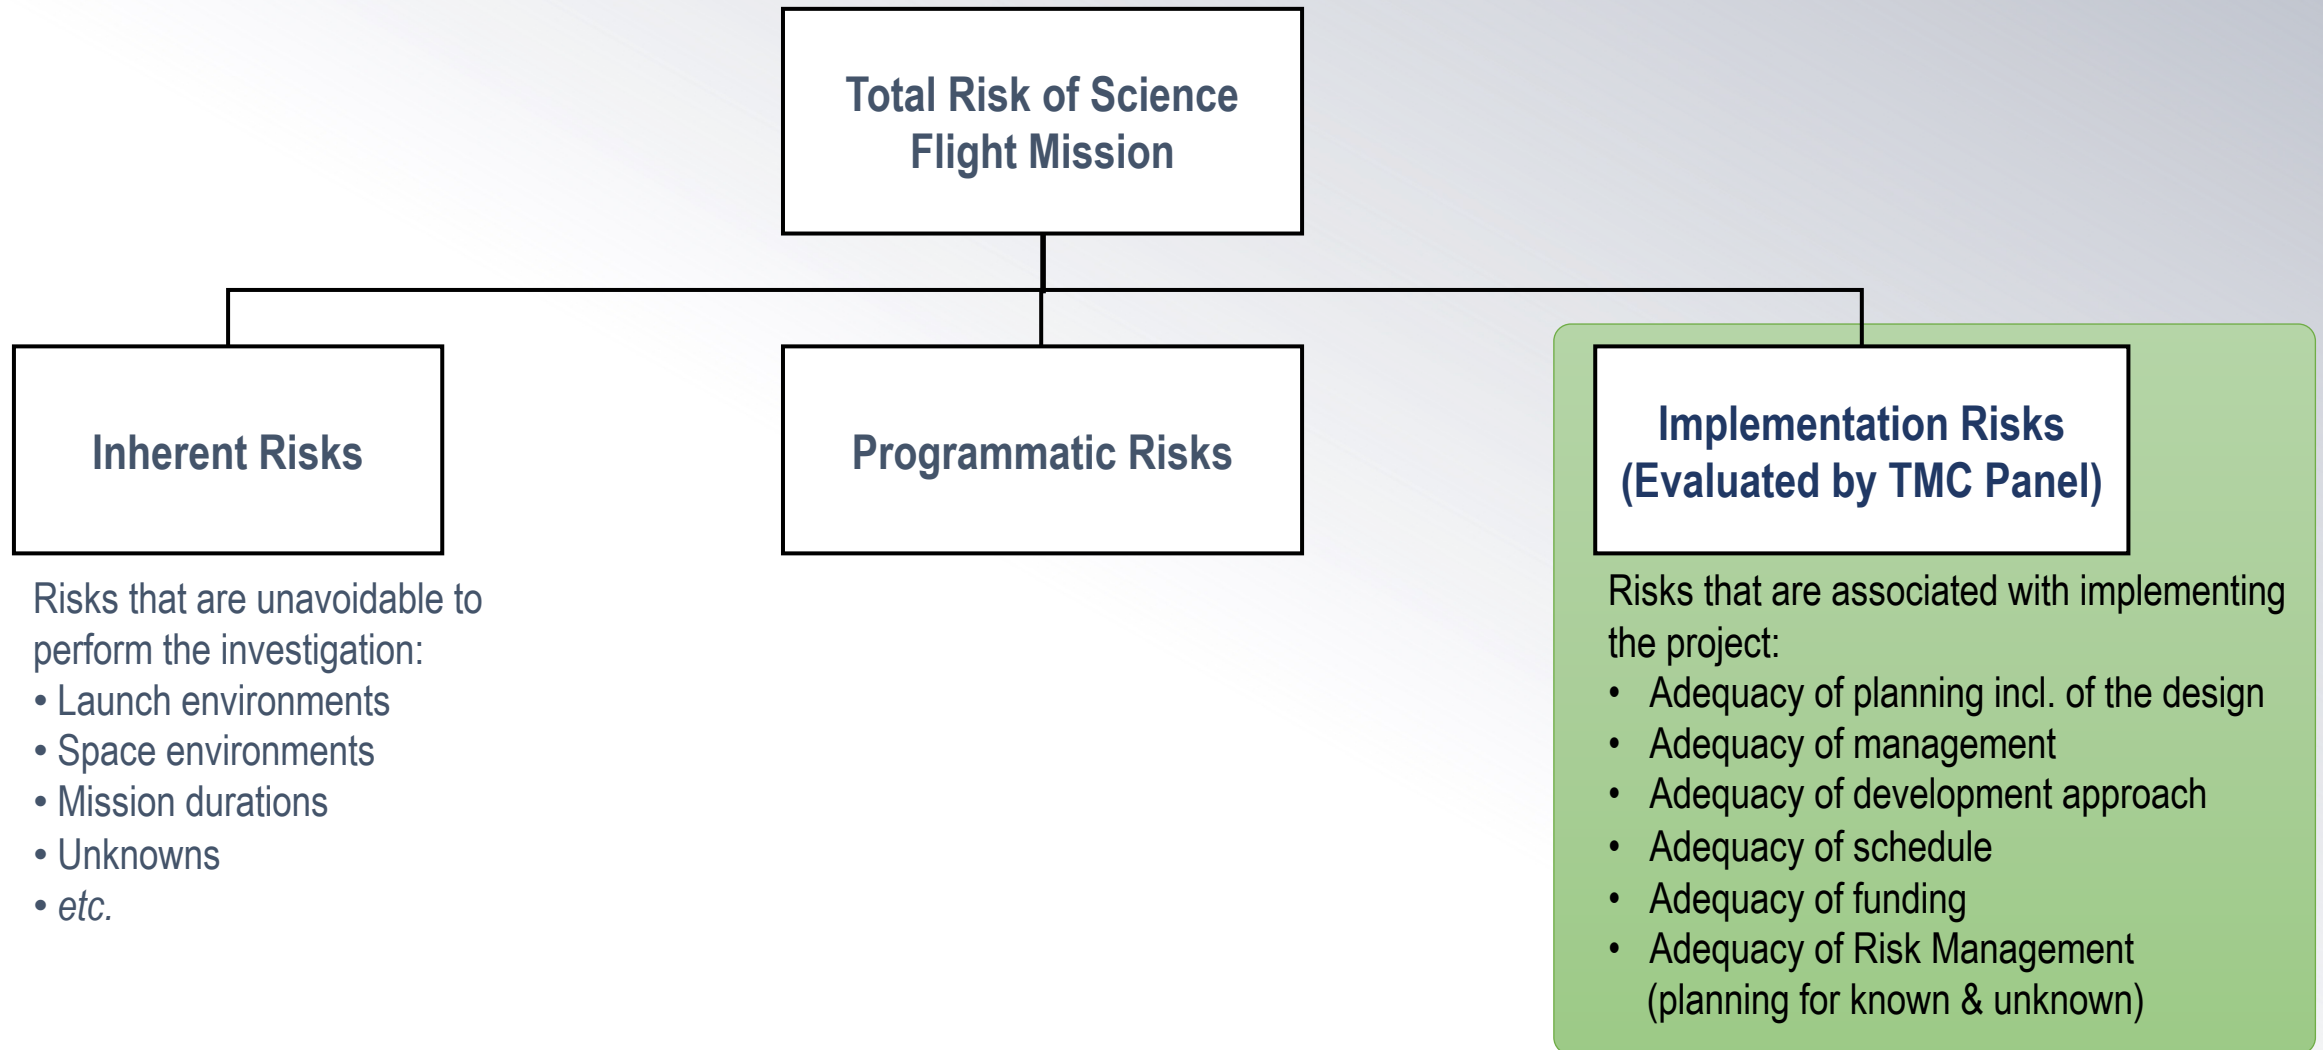 Total Risk of Science
Flight Mission
Inherent Risks
Programmatic Risks
Implementation Risks
(Evaluated by TMC Panel)
Risks that are unavoidable to
perform the investigation:
• Launch environments
• Space environments
• Mission durations
• Unknowns
• etc.
Risks that are associated with implementing
the project:
• Adequacy of planning incl. of the design
• Adequacy of management
• Adequacy of development approach
• Adequacy of schedule
• Adequacy of funding
• Adequacy of Risk Management
(planning for known & unknown)